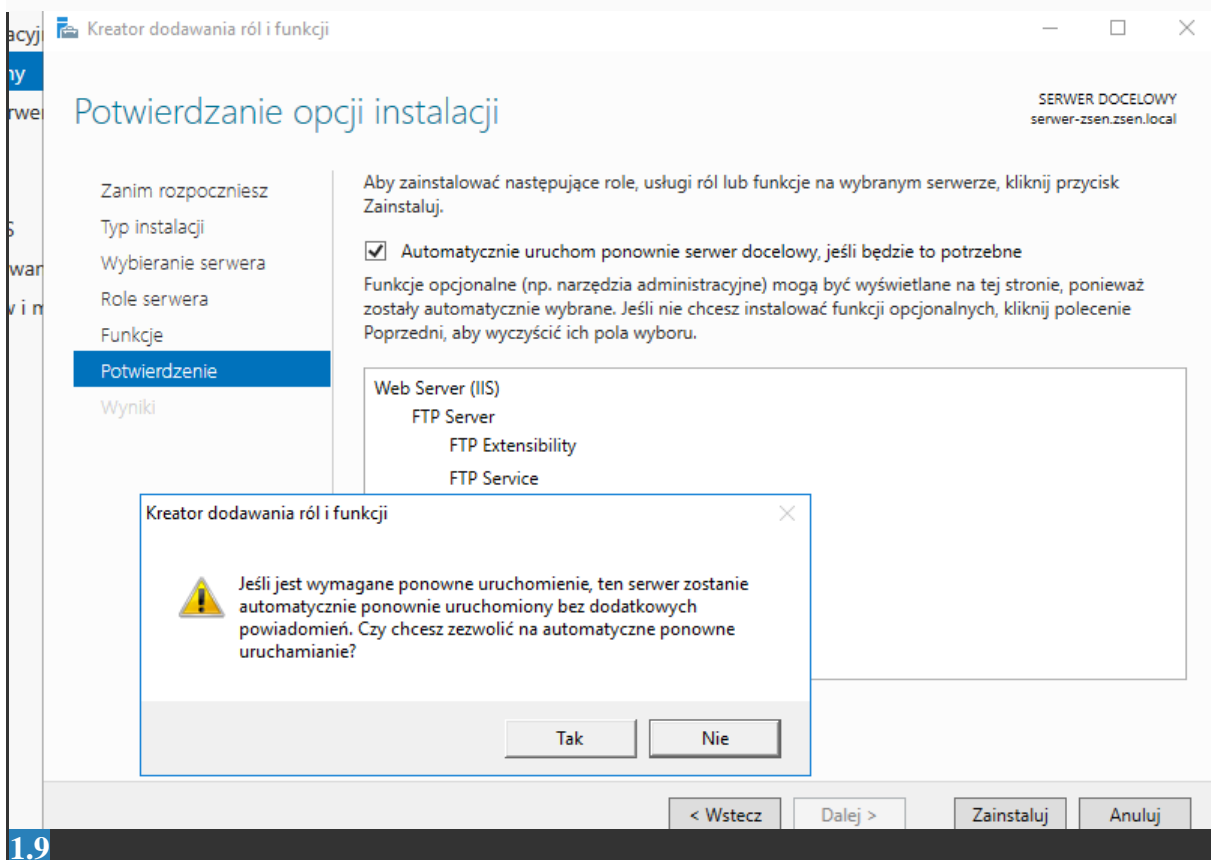 acyj
Kreator dodawania ról i funkcji
ny
rwer
Potwierdzanie opcji instalacji
SERWER DOCELOWY
serwer-zsen.zsen.local
Zanim rozpoczniesz
Typ instalacji
Wybieranie serwera
Role serwera
Funkcje
Potwierdzenie
Wyniki
S
wan
w i m
Aby zainstalować następujące role, usługi ról lub funkcje na wybranym serwerze, kliknij przycisk
Zainstaluj.
Automatycznie uruchom ponownie serwer docelowy, jeśli będzie to potrzebne
Funkcje opcjonalne (np. narzędzia administracyjne) mogą być wyświetlane na tej stronie, ponieważ
zostały automatycznie wybrane. Jeśli nie chcesz instalować funkcji opcjonalnych, kliknij polecenie
Poprzedni, aby wyczyścić ich pola wyboru.
Web Server (IIS)
FTP Server
FTP Extensibility
FTP Service
Kreator dodawania ról i funkcji
Jeśli jest wymagane ponowne uruchomienie, ten serwer zostanie
automatycznie ponownie uruchomiony bez dodatkowych
powiadomień. Czy chcesz zezwolić na automatyczne ponowne
uruchamianie?
Tak
Nie
< Wstecz
Dalej >
Zainstaluj
Anuluj
1.9